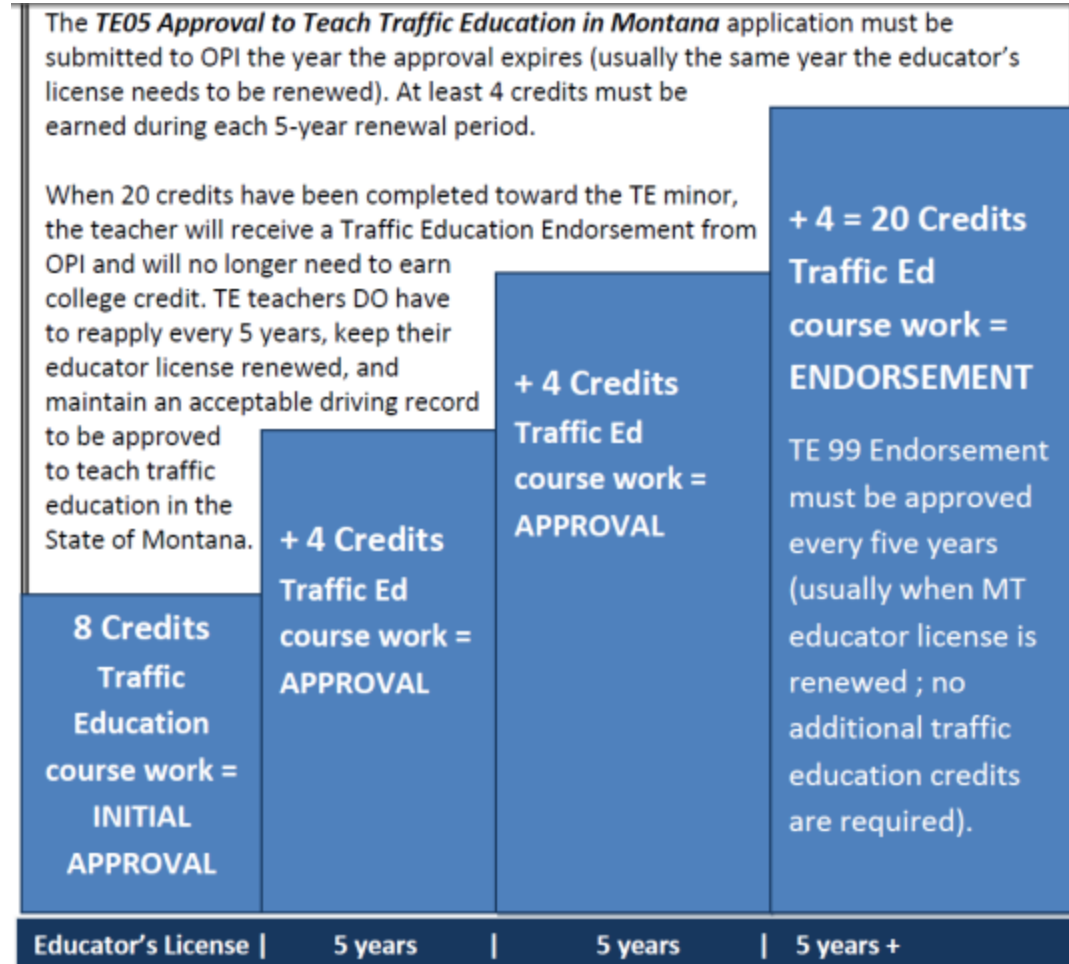 The TE05 Approval to Teach Traffic Education in Montana application must be
submitted to OPI the year the approval expires (usually the same year the educator's
license needs to be renewed). At least 4 credits must be
earned during each 5-year renewal period.
When 20 credits have been completed toward the TE minor,
the teacher will receive a Traffic Education Endorsement from
OPI and will no longer need to earn
college credit. TE teachers DO have
to reapply every 5 years, keep their
educator license renewed, and
maintain an acceptable driving record
to be approved
to teach traffic
education in the
State of Montana.
8 Credits
Traffic
Education
course work =
INITIAL
APPROVAL
+ 4 Credits
Traffic Ed
course work =
APPROVAL
+ 4 Credits
Traffic Ed
course work =
APPROVAL
+ 4 = 20 Credits
Traffic Ed
course work =
ENDORSEMENT
TE 99 Endorsement
must be approved
every five years
(usually when MT
educator license is
renewed ; no
additional traffic
education credits
are required).
Educator's License | 5 years | 5 years | 5 years +